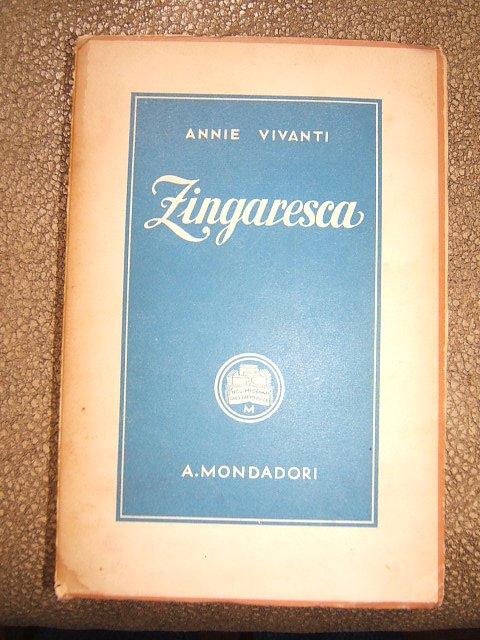 ANNIE VIVANTI
Zingaresca
M
A. MONDADORI